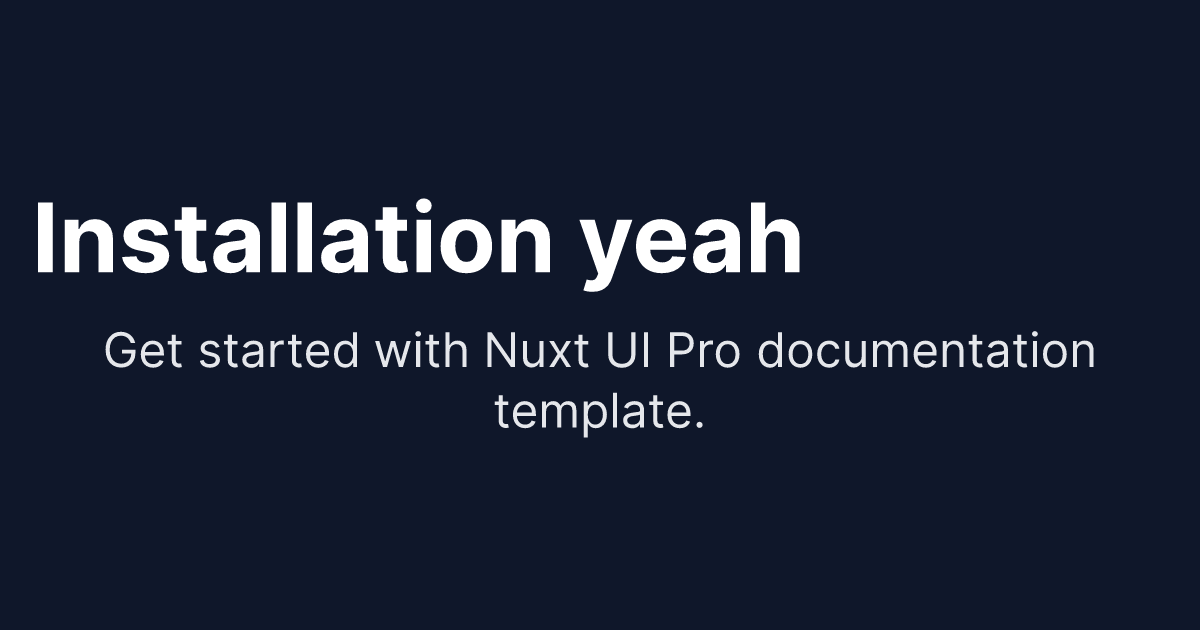 Installation yeah
Get started with Nuxt UI Pro documentation
template.